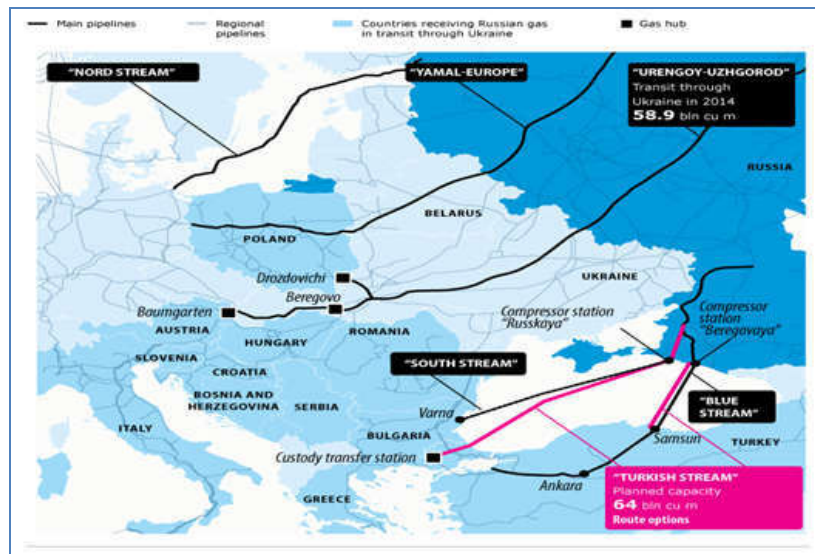 Main pipelines
Regional
pipelines
Countries receiving Russian gas
in transit through Ukraine
Gas hub
"NORD STREAM"
"YAMAL-EUROPE"
"URENGOY-UZHGOROD"
Transit through
Ukraine in 2014
58.9 bln cu m
RUSSIA
BELARUS
POLAND
UKRAINE
Drozdovichi
Beregovo
Baumgarten
Compressor station
"Russkaya"
Compressor
station
"Beregovaya"
AUSTRIA
ROMANIA
HUNGARY
SLOVENIA
CROATIA
"SOUTH STREAM"
BOSNIA AND
HERZEGOVINA
SERBIA
"BLUE
STREAM"
Varna
ITALY
BULGARIA
Samsun
TURKEY
Custody transfer station
Ankara
"TURKISH STREAM"
Planned capacity
64 bln cu m
Route options
GREECE